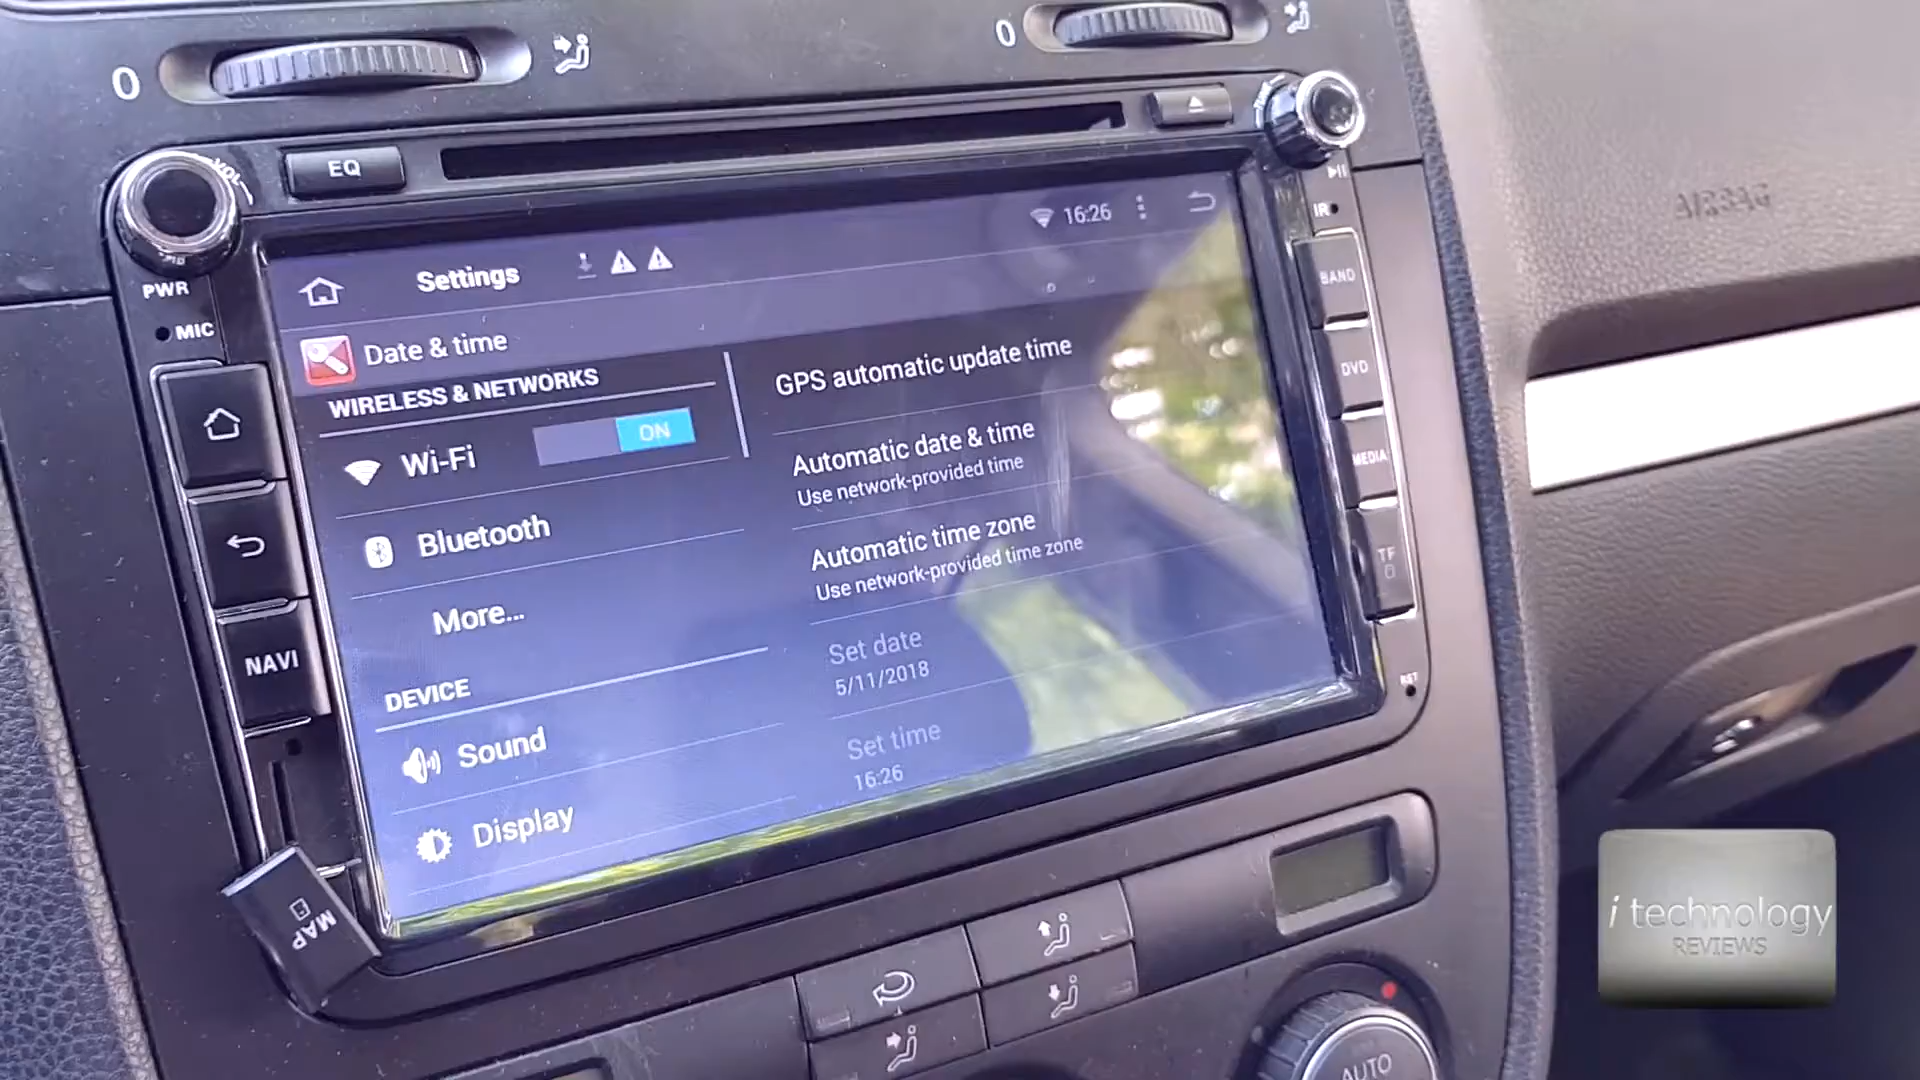 0
0
EQ
VOL
PWR
MIC
IR
AIRBAG
16:26
Settings
Date & time
WIRELESS & NETWORKS
Wi-Fi
ON
Bluetooth
More...
DEVICE
Sound
Display
GPS automatic update time
Automatic date & time
Use network-provided time
Automatic time zone
Use network-provided time zone
Set date
5/11/2018
Set time
16:26
BAND
DVD
MEDIA
TF
RST
NAVI
MAP
AUTO
i technology
REVIEWS